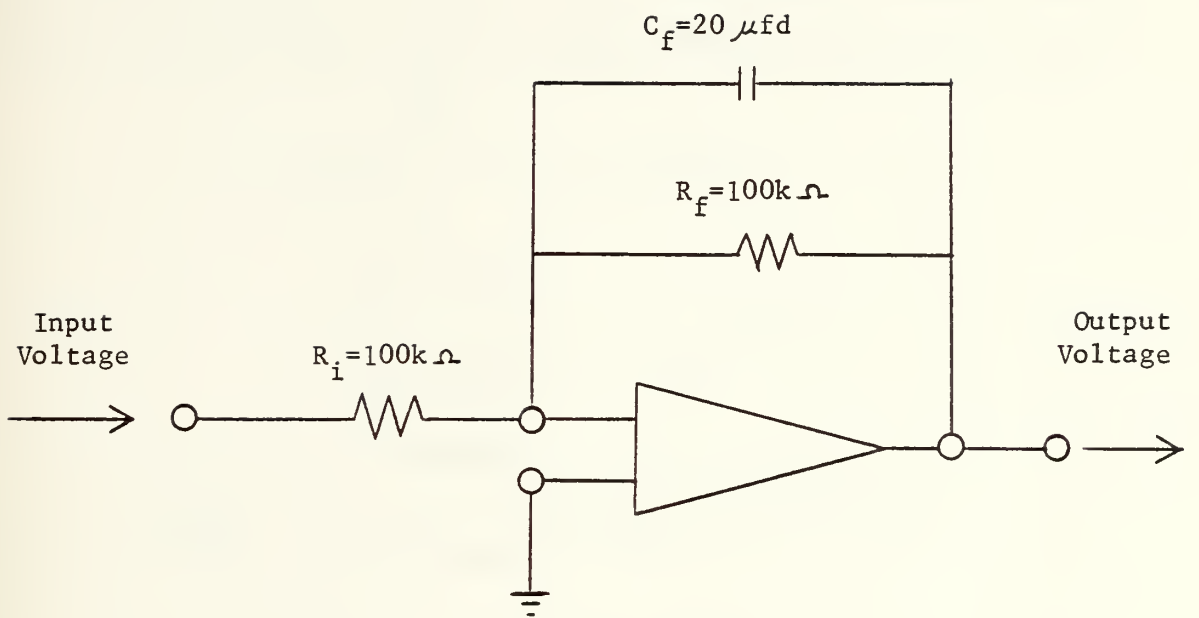 C_f=20 μfd
R_f=100k Ω
Input
Voltage
R_i=100k Ω
Output
Voltage